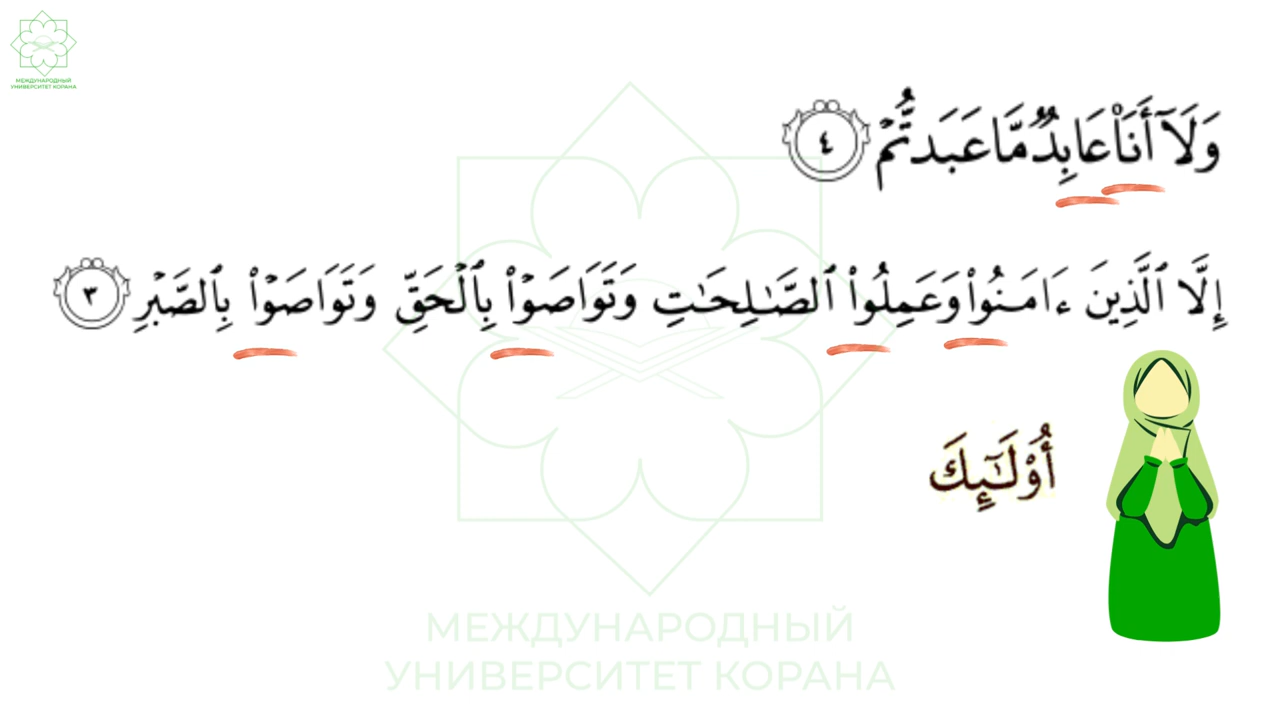 МЕЖДУНАРОДНЫЙ
УНИВЕРСИТЕТ КОРАНА
وَلَآ أَنَا۠ عَابِدٌۭ مَّا عَبَدتُّمْ ٤
إِلَّا ٱلَّذِينَ ءَامَنُوا۟ وَعَمِلُوا۟ ٱلصَّـٰلِحَـٰتِ وَتَوَاصَوْا۟ بِٱلْحَقِّ وَتَوَاصَوْا۟ بِٱلصَّبْرِ ٣
أُوْلَـٰٓئِكَ
МЕЖДУНАРОДНЫЙ
УНИВЕРСИТЕТ КОРАНА